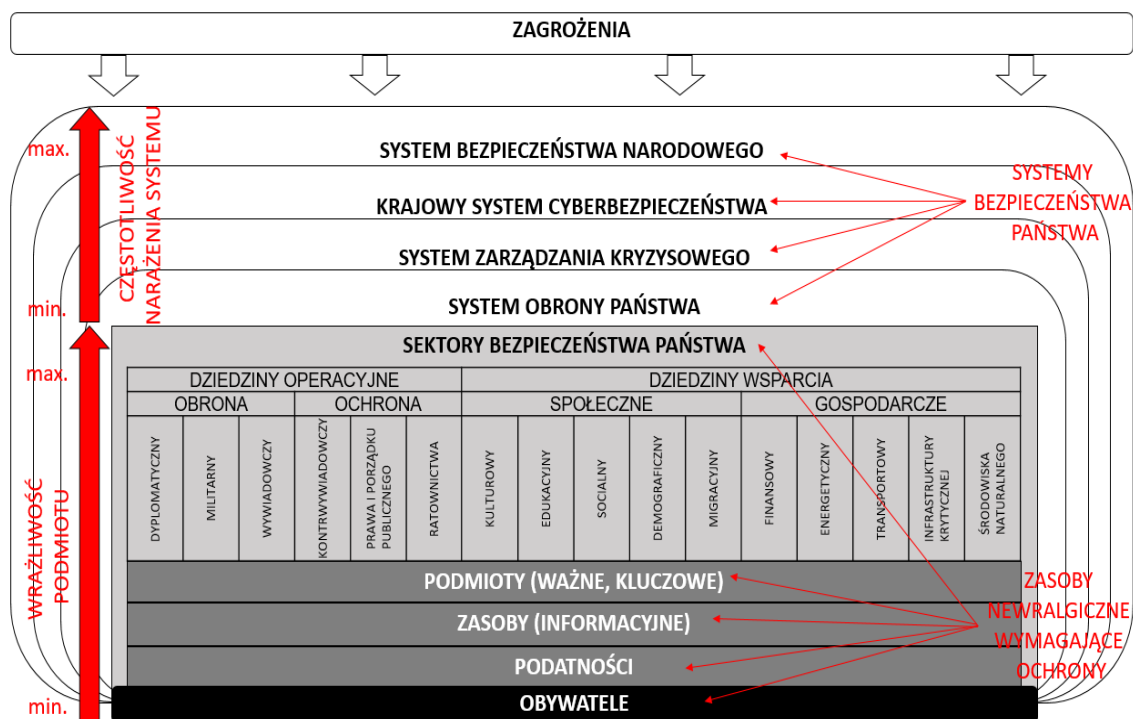 ZAGROŻENIA
max.
CZĘSTOTLIWOŚĆ
NARAŻENIA SYSTEMU
min.
SYSTEM BEZPIECZEŃSTWA NARODOWEGO
KRAJOWY SYSTEM CYBERBEZPIECZEŃSTWA
SYSTEM ZARZĄDZANIA KRYZYSOWEGO
SYSTEM OBRONY PAŃSTWA
SYSTEMY
BEZPIECZEŃSTWA
PAŃSTWA
SEKTORY BEZPIECZEŃSTWA PAŃSTWA
max.
WRAŻLIWOŚĆ
PODMIOTU
min.
DZIEDZINY OPERACYJNE
DZIEDZINY WSPARCIA
OBRONA
OCHRONA
SPOŁECZNE
GOSPODARCZE
DYPLOMATYCZNY
MILITARNY
WYWIADOWCZY
KONTRWYWIADOWCZY
PRAWA I PORZĄDKU
PUBLICZNEGO
RATOWNICTWA
KULTUROWY
EDUKACYJNY
SOCJALNY
DEMOGRAFICZNY
MIGRACYJNY
FINANSOWY
ENERGETYCZNY
TRANSPORTOWY
INFRASTRUKTURY
KRYTYCZNEJ
ŚRODOWISKA
NATURALNEGO
PODMIOTY (WAŻNE, KLUCZOWE)
ZASOBY (INFORMACYJNE)
PODATNOŚCI
OBYWATELE
ZASOBY
NEWRALGICZNE
WYMAGAJĄCE
OCHRONY